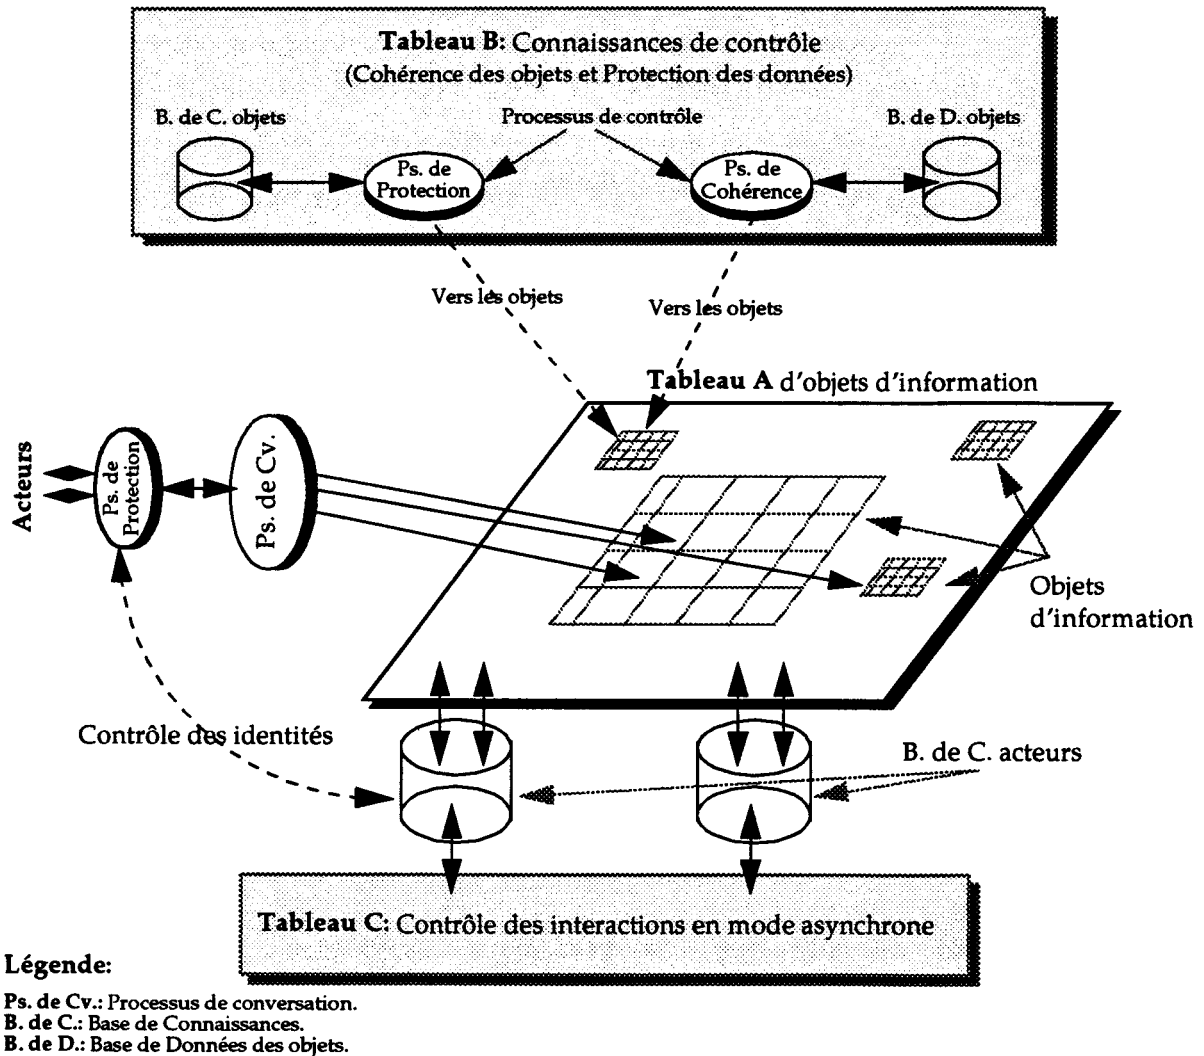 Tableau B: Connaissances de contrôle
(Cohérence des objets et Protection des données)
B. de C. objets
Processus de contrôle
B. de D. objets
Ps. de
Protection
Ps. de
Cohérence
Vers les objets
Vers les objets
Tableau A d'objets d'information
Acteurs
Ps. de
Protection
Ps. de Cv.
Objets
d'information
Contrôle des identités
B. de C. acteurs
Tableau C: Contrôle des interactions en mode asynchrone
Légende:
Ps. de Cv.: Processus de conversation.
B. de C.: Base de Connaissances.
B. de D.: Base de Données des objets.